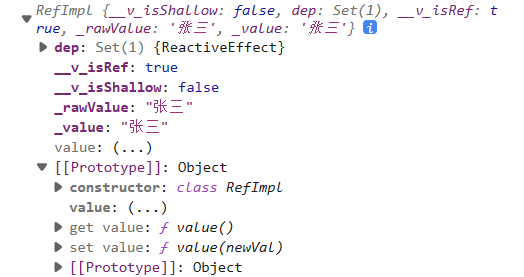 RefImpl {__v_isShallow: false, dep: Set(1), __v_isRef: t
rue, _rawValue: '张三', _value: '张三'} i
dep: Set(1) {ReactiveEffect}
__v_isRef: true
__v_isShallow: false
_rawValue: "张三"
_value: "张三"
value: (...)
[[Prototype]]: Object
constructor: class RefImpl
value: (...)
get value: ƒ value()
set value: ƒ value(newVal)
[[Prototype]]: Object